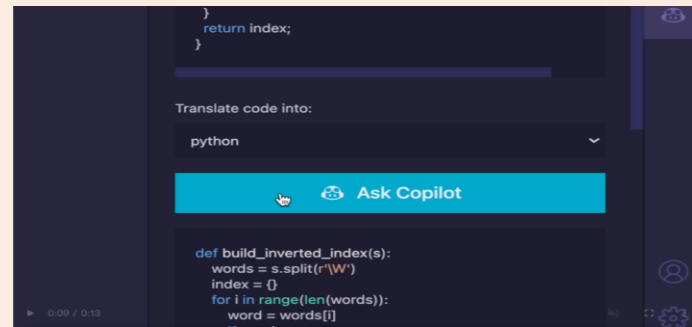 }
return index;
}
Translate code into:
python
Ask Copilot
def build_inverted_index(s):
words = s.split(r'\W')
index = {}
for i in range(len(words)):
word = words[i]
0:09 / 0:13